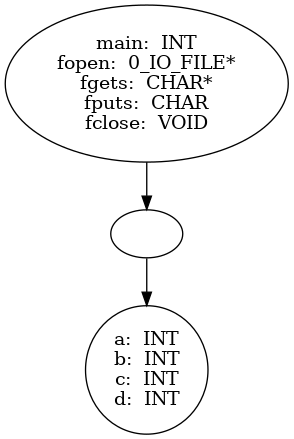 main: INT
fopen: 0_IO_FILE*
fgets: CHAR*
fputs: CHAR
fclose: VOID
a: INT
b: INT
c: INT
d: INT